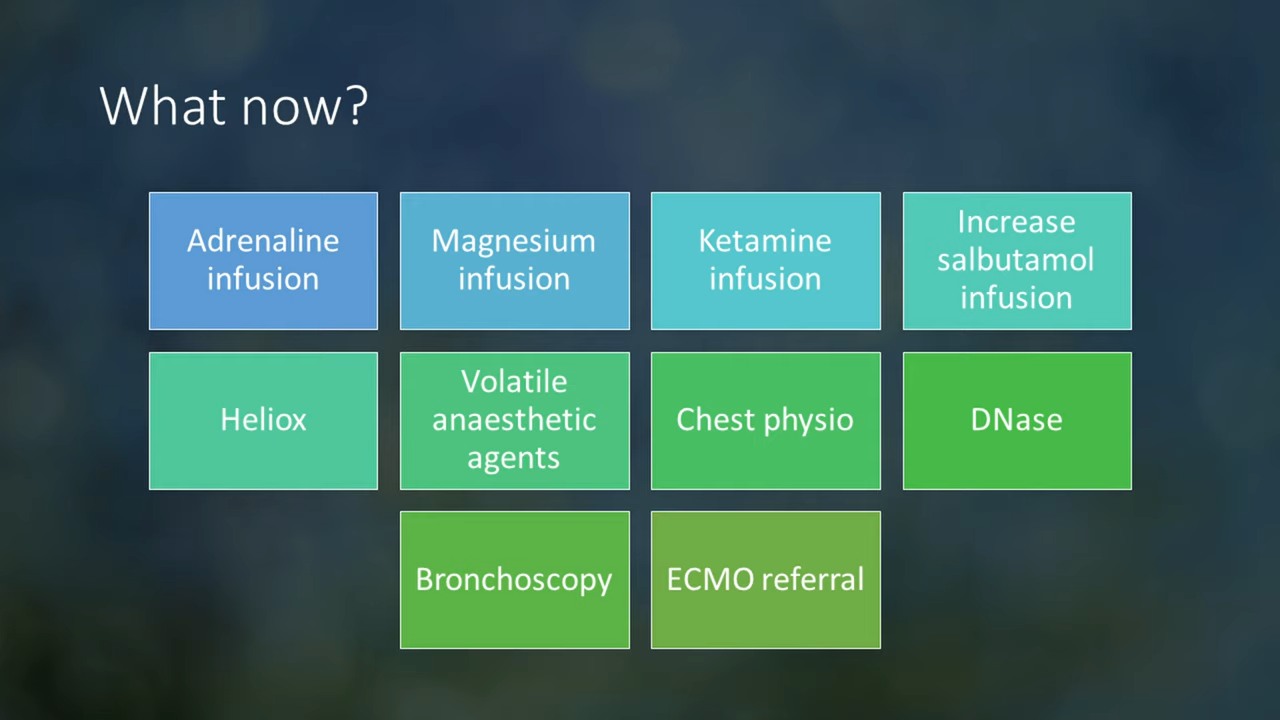 What now?
Adrenaline
infusion
Magnesium
infusion
Ketamine
infusion
Increase
salbutamol
infusion
Heliox
Volatile
anaesthetic
agents
Chest physio
DNase
Bronchoscopy
ECMO referral